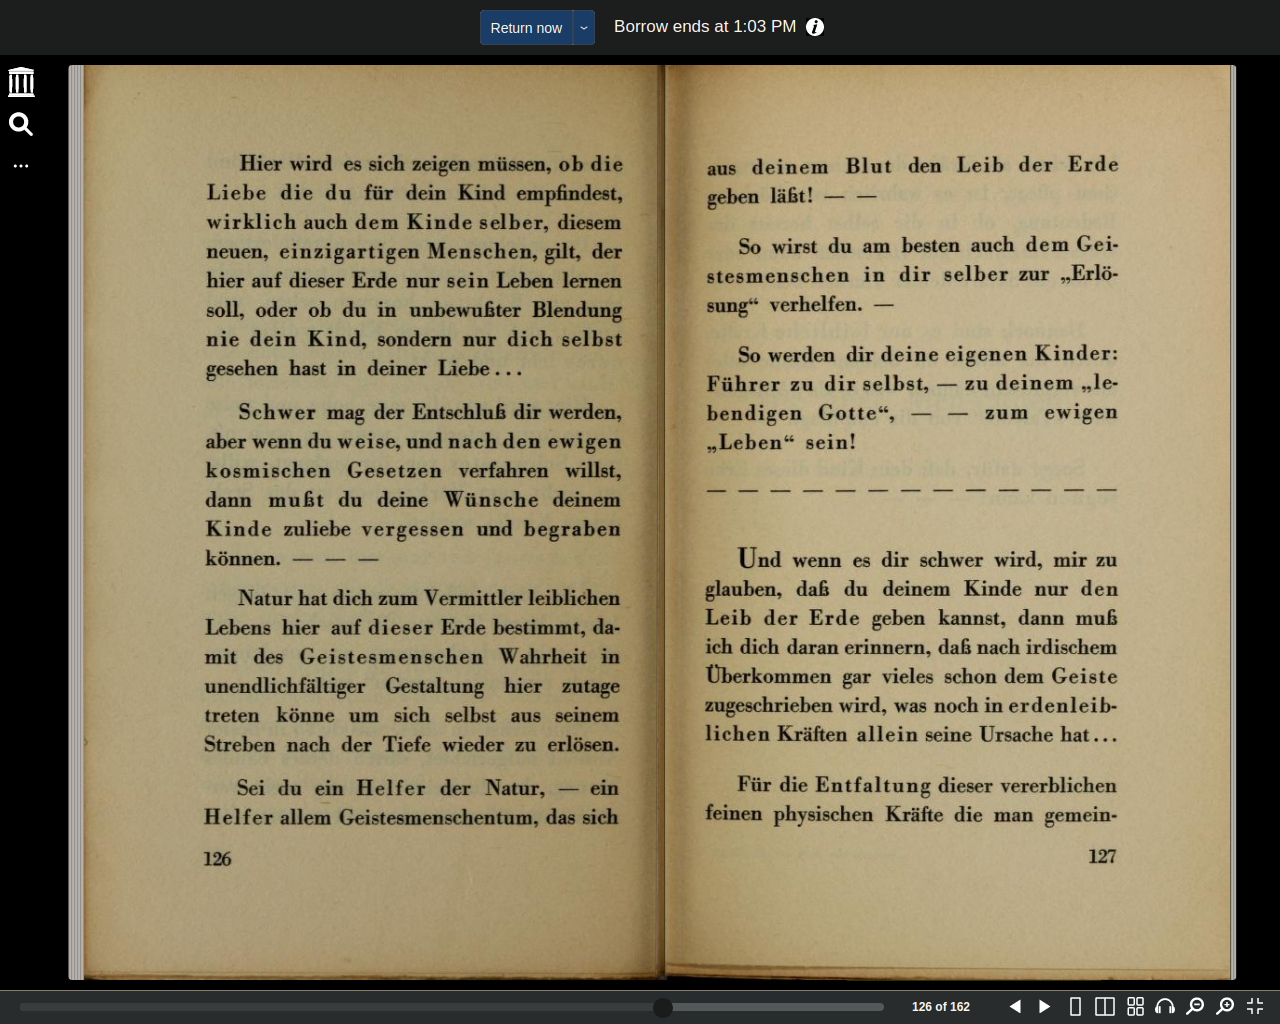 Return now
Borrow ends at 1:03 PM
Hier wird es sich zeigen müssen, ob die
Liebe die du für dein Kind empfindest,
wirklich auch dem Kinde selber, diesem
neuen, einzigartigen Menschen, gilt, der
hier auf dieser Erde nur sein Leben lernen
soll, oder ob du in unbewußter Blendung
nie dein Kind, sondern nur dich selbst
gesehen hast in deiner Liebe...
Schwer mag der Entschluß dir werden,
aber wenn du weise, und nach den ewigen
kosmischen Gesetzen verfahren willst,
dann mußt du deine Wünsche deinem
Kinde zuliebe vergessen und begraben
können. — — —
Natur hat dich zum Vermittler leiblichen
Lebens hier auf dieser Erde bestimmt, da-
mit des Geistesmenschen Wahrheit in
unendlichfältiger Gestaltung hier zutage
treten könne um sich selbst aus seinem
Streben nach der Tiefe wieder zu erlösen.
Sei du ein Helfer der Natur, — ein
Helfer allem Geistesmenschentum, das sich
126
aus deinem Blut den Leib der Erde
geben läßt! — —
So wirst du am besten auch dem Gei-
stesmenschen in dir selber zur „Erlö-
sung“ verhelfen. —
So werden dir deine eigenen Kinder:
Führer zu dir selbst, — zu deinem „le-
bendigen Gotte“, — — zum ewigen
„Leben“ sein!
— — — — — — — — — — — — —
Und wenn es dir schwer wird, mir zu
glauben, daß du deinem Kinde nur den
Leib der Erde geben kannst, dann muß
ich dich daran erinnern, daß nach irdischem
Überkommen gar vieles schon dem Geiste
zugeschrieben wird, was noch in erdenleib-
lichen Kräften allein seine Ursache hat...
Für die Entfaltung dieser vererblichen
feinen physischen Kräfte die man gemein-
127
126 of 162